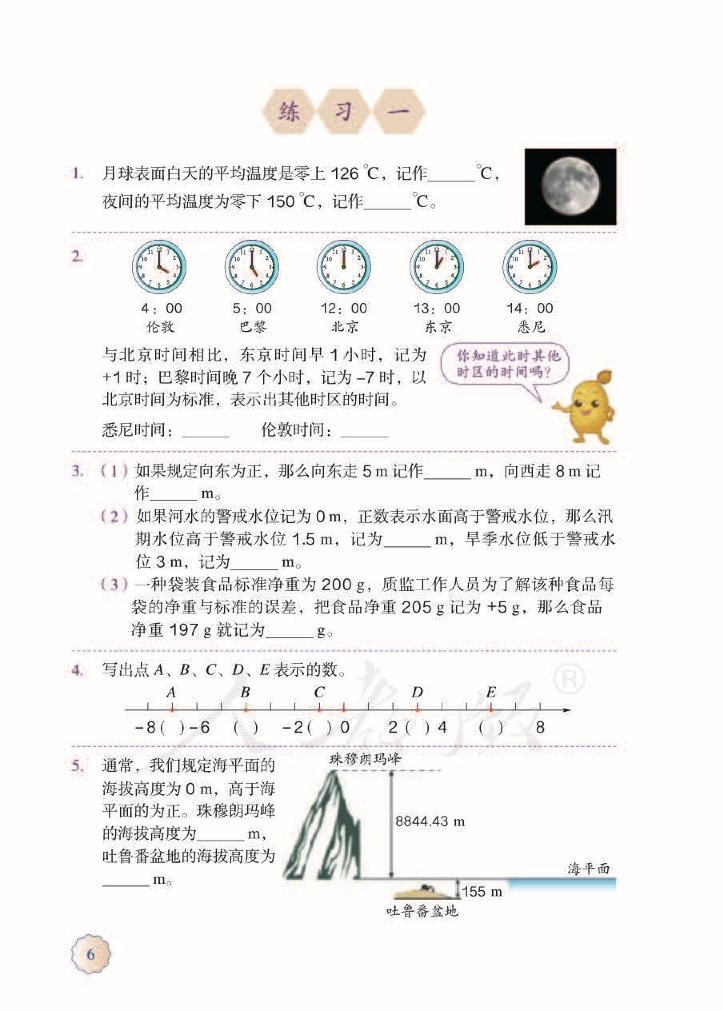 练习一
1. 月球表面白天的平均温度是零上 126 ℃，记作______℃，
夜间的平均温度为零下 150 ℃，记作______℃。
2.
4：00 5：00 12：00 13：00 14：00
伦敦 巴黎 北京 东京 悉尼
与北京时间相比，东京时间早 1 小时，记为
+1 时；巴黎时间晚 7 个小时，记为 –7 时，以
北京时间为标准，表示出其他时区的时间。
悉尼时间：______ 伦敦时间：______
你知道此时其他
时区的时间吗？
3. （1）如果规定向东为正，那么向东走 5 m 记作______ m，向西走 8 m 记
作______ m。
（2）如果河水的警戒水位记为 0 m，正数表示水面高于警戒水位，那么汛
期水位高于警戒水位 1.5 m，记为______ m，旱季水位低于警戒水
位 3 m，记为______ m。
（3）一种袋装食品标准净重为 200 g，质监工作人员为了解该种食品每
袋的净重与标准的误差，把食品净重 205 g 记为 +5 g，那么食品
净重 197 g 就记为______ g。
4. 写出点 A、B、C、D、E 表示的数。
A B C D E
–8 ( ) –6 ( ) –2 ( ) 0 2 ( ) 4 ( ) 8
5. 通常，我们规定海平面的
海拔高度为 0 m，高于海
平面的为正。珠穆朗玛峰
的海拔高度为______ m，
吐鲁番盆地的海拔高度为
______ m。
珠穆朗玛峰
8844.43 m
海平面
155 m
吐鲁番盆地
人教版®
6